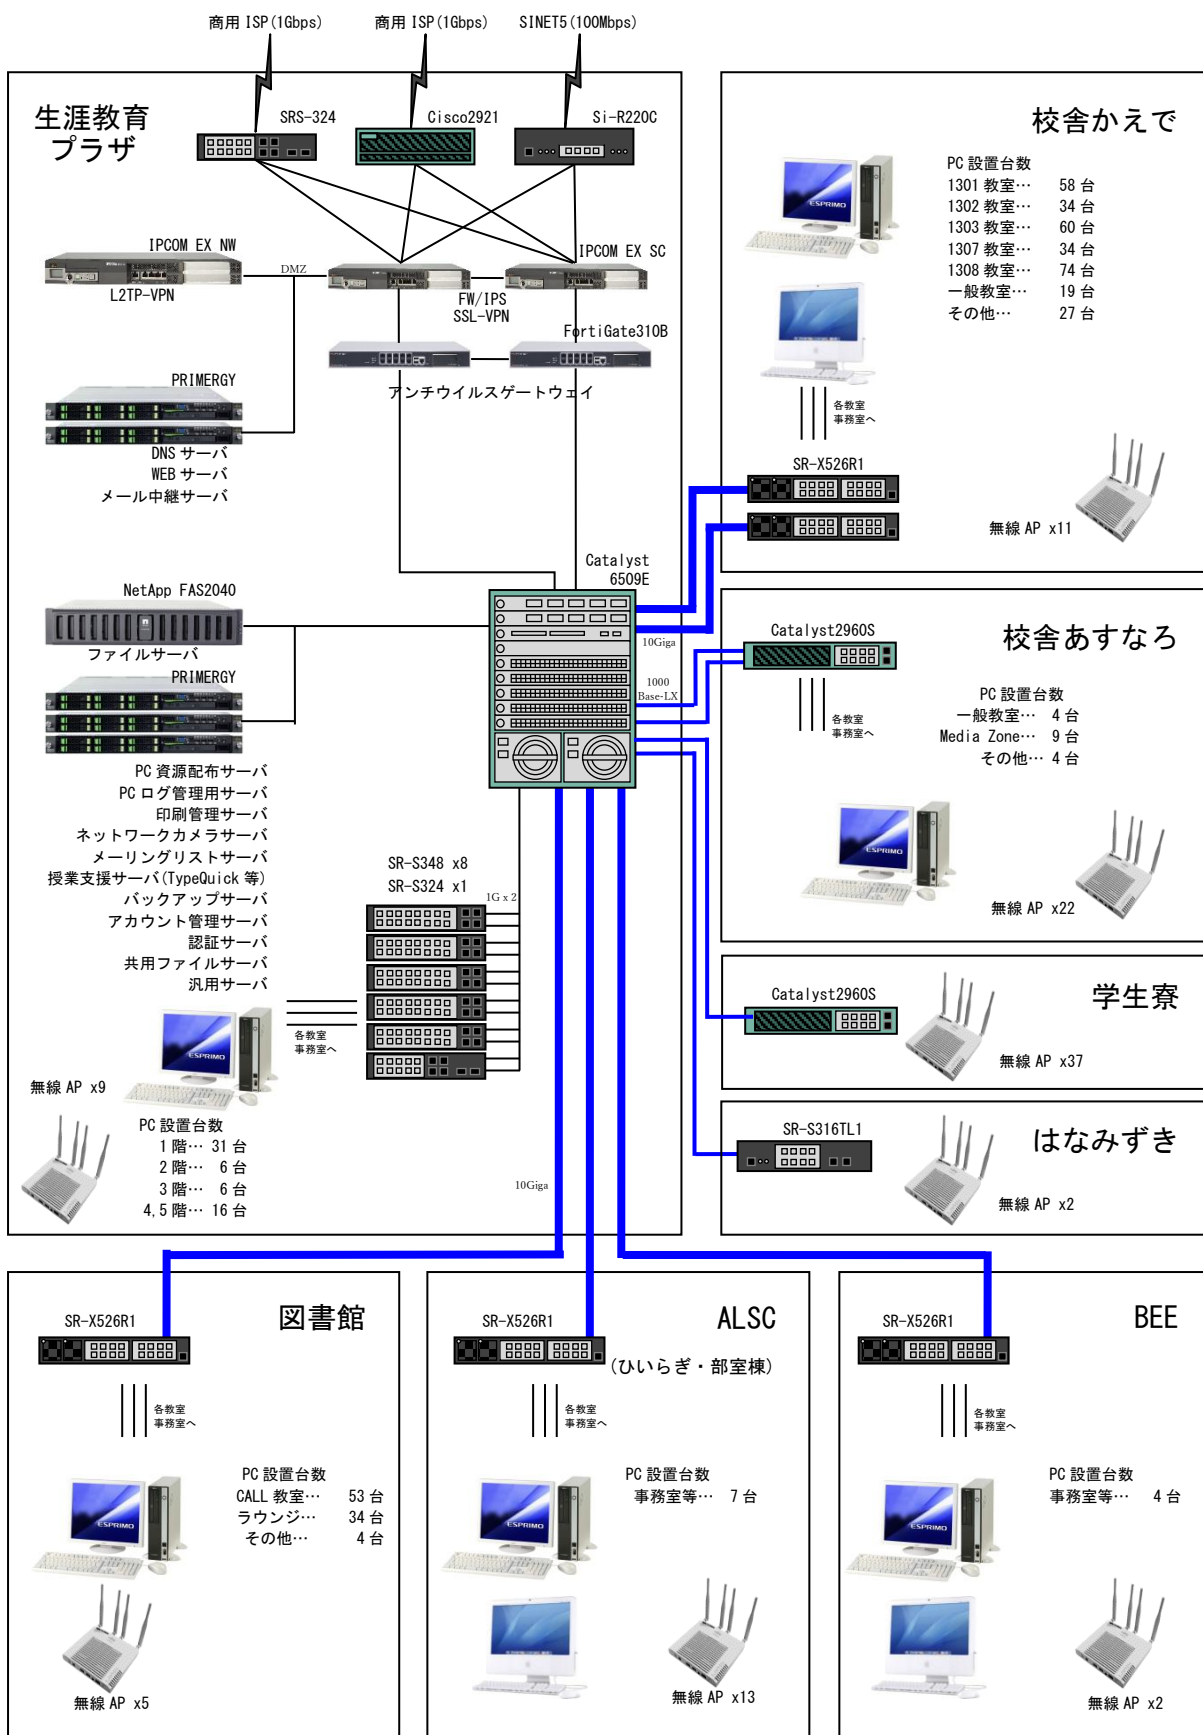 商用 ISP(1Gbps)
商用 ISP(1Gbps)
SINET5(100Mbps)
生涯教育
プラザ
SRS-324
Cisco2921
Si-R220C
IPCOM EX NW
L2TP-VPN
DMZ
IPCOM EX SC
FW/IPS
SSL-VPN
FortiGate310B
アンチウイルスゲートウェイ
PRIMERGY
DNS サーバ
WEB サーバ
メール中継サーバ
Catalyst
6509E
NetApp FAS2040
ファイルサーバ
PRIMERGY
PC 資源配布サーバ
PC ログ管理用サーバ
印刷管理サーバ
ネットワークカメラサーバ
メーリングリストサーバ
授業支援サーバ(TypeQuick 等)
バックアップサーバ
アカウント管理サーバ
認証サーバ
共用ファイルサーバ
汎用サーバ
SR-S348 x8
SR-S324 x1
1G x 2
各教室
事務室へ
ESPRIMO
無線 AP x9
PC 設置台数
1 階… 31 台
2 階… 6 台
3 階… 6 台
4,5 階… 16 台
10Giga
10Giga
1000
Base-LX
校舎かえで
ESPRIMO
PC 設置台数
1301 教室… 58 台
1302 教室… 34 台
1303 教室… 60 台
1307 教室… 34 台
1308 教室… 74 台
一般教室… 19 台
その他… 27 台
各教室
事務室へ
SR-X526R1
無線 AP x11
校舎あすなろ
Catalyst2960S
各教室
事務室へ
PC 設置台数
一般教室… 4 台
Media Zone… 9 台
その他… 4 台
ESPRIMO
無線 AP x22
学生寮
Catalyst2960S
無線 AP x37
はなみずき
SR-S316TL1
無線 AP x2
図書館
SR-X526R1
各教室
事務室へ
PC 設置台数
CALL 教室… 53 台
ラウンジ… 34 台
その他… 4 台
ESPRIMO
無線 AP x5
ALSC
SR-X526R1
(ひいらぎ・部室棟)
各教室
事務室へ
PC 設置台数
事務室等… 7 台
ESPRIMO
無線 AP x13
BEE
SR-X526R1
各教室
事務室へ
PC 設置台数
事務室等… 4 台
ESPRIMO
無線 AP x2